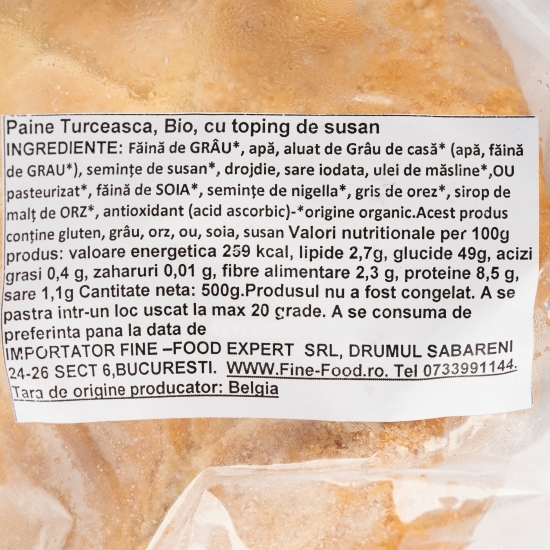 Paine Turceasca, Bio, cu toping de susan
INGREDIENTE: Făină de GRÂU*, apă, aluat de Grâu de casă* (apă, făină
de GRAU*), semințe de susan*, drojdie, sare iodata, ulei de măsline*,OU
pasteurizat*, făină de SOIA*, semințe de nigella*, gris de orez*, sirop de
malț de ORZ*, antioxidant (acid ascorbic)-*origine organic.Acest produs
conține gluten, grâu, orz, ou, soia, susan Valori nutritionale per 100g
produs: valoare energetica 259 kcal, lipide 2,7g, glucide 49g, acizi
grasi 0,4 g, zaharuri 0,01 g, fibre alimentare 2,3 g, proteine 8,5 g,
sare 1,1g Cantitate neta: 500g.Produsul nu a fost congelat. A se
pastra intr-un loc uscat la max 20 grade. A se consuma de
preferinta pana la data de
IMPORTATOR FINE –FOOD EXPERT SRL, DRUMUL SABARENI
24-26 SECT 6,BUCURESTI. WWW.Fine-Food.ro. Tel 0733991144.
Tara de origine producator: Belgia